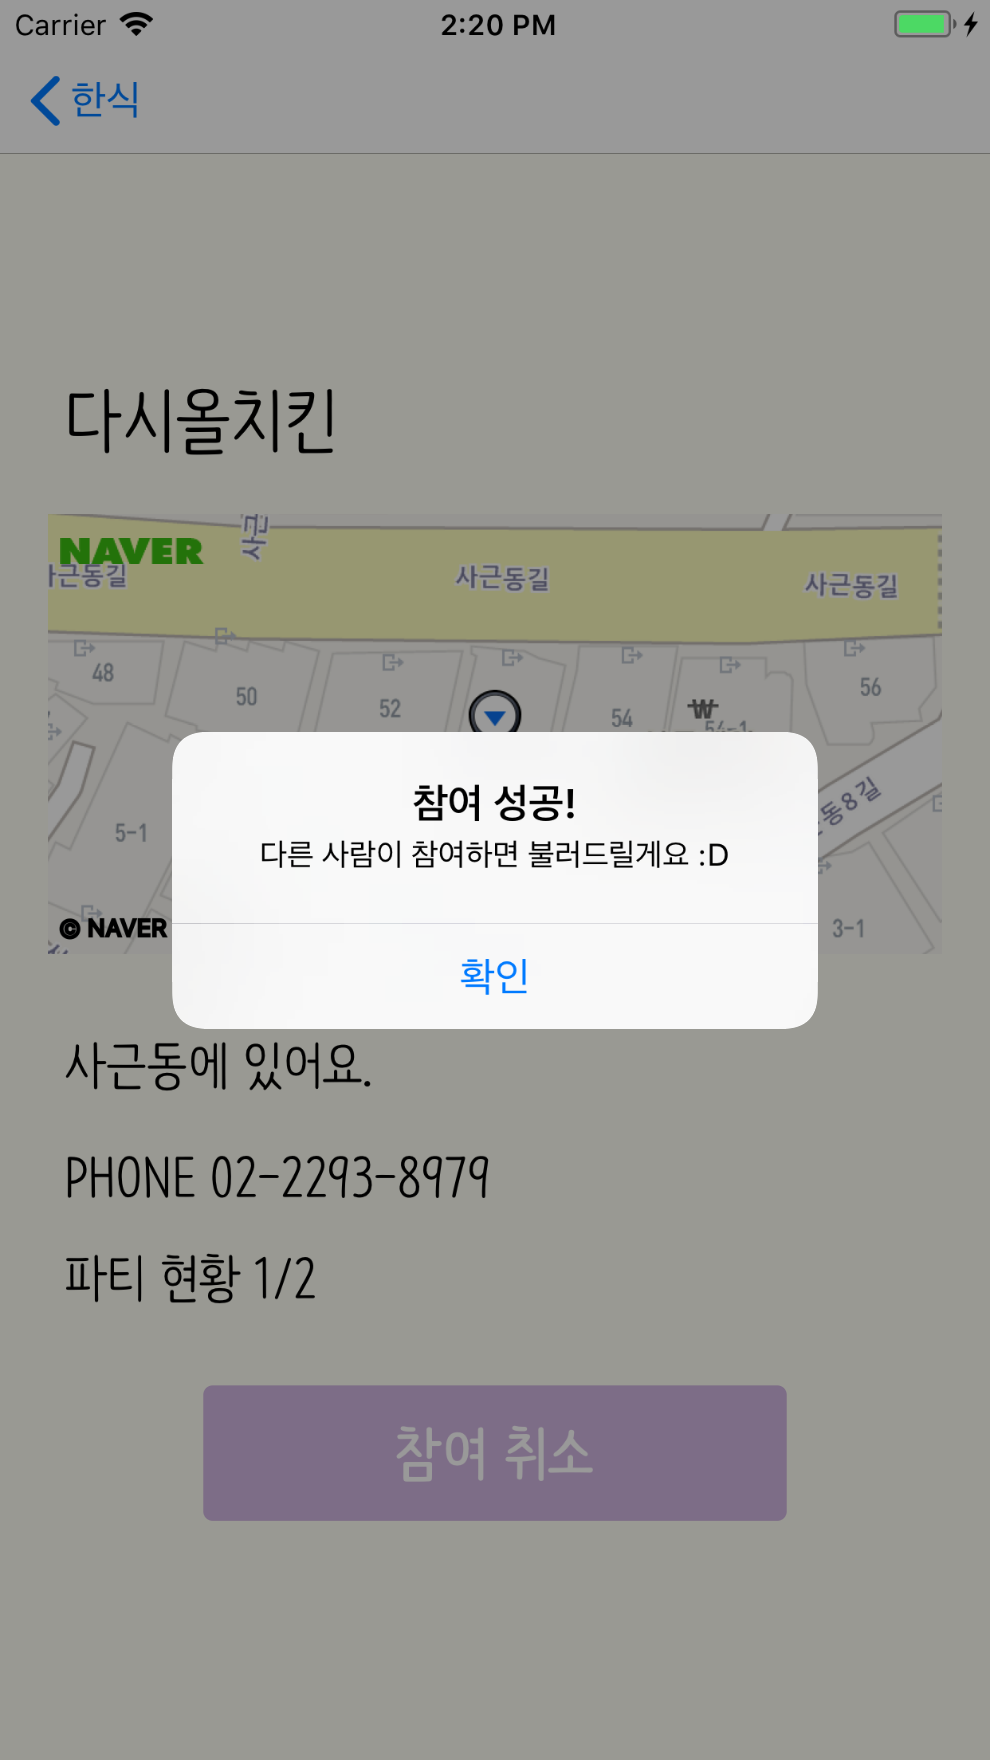 Carrier 2:20 PM
한식
다시올치킨
사근
NAVER
사근동길 사근동길 사근동길
48 50 52 54 56
54-1
5-1
동8길
© NAVER
3-1
참여 성공!
다른 사람이 참여하면 불러드릴게요 :D
확인
사근동에 있어요.
PHONE 02-2293-8979
파티 현황 1/2
참여 취소